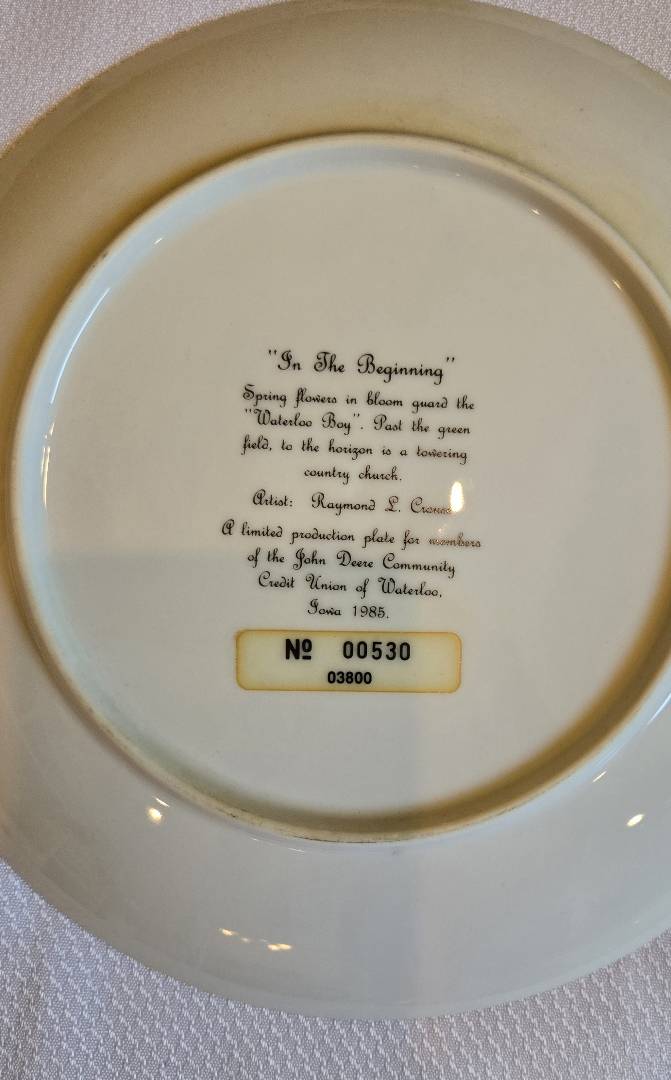 "In The Beginning"
Spring flowers in bloom guard the
"Waterloo Boy". Past the green
field, to the horizon is a towering
country church.
Artist: Raymond L. 
A limited production plate for members
of the John Deere Community
Credit Union of Waterloo,
Iowa 1985.
Nº 00530
03800